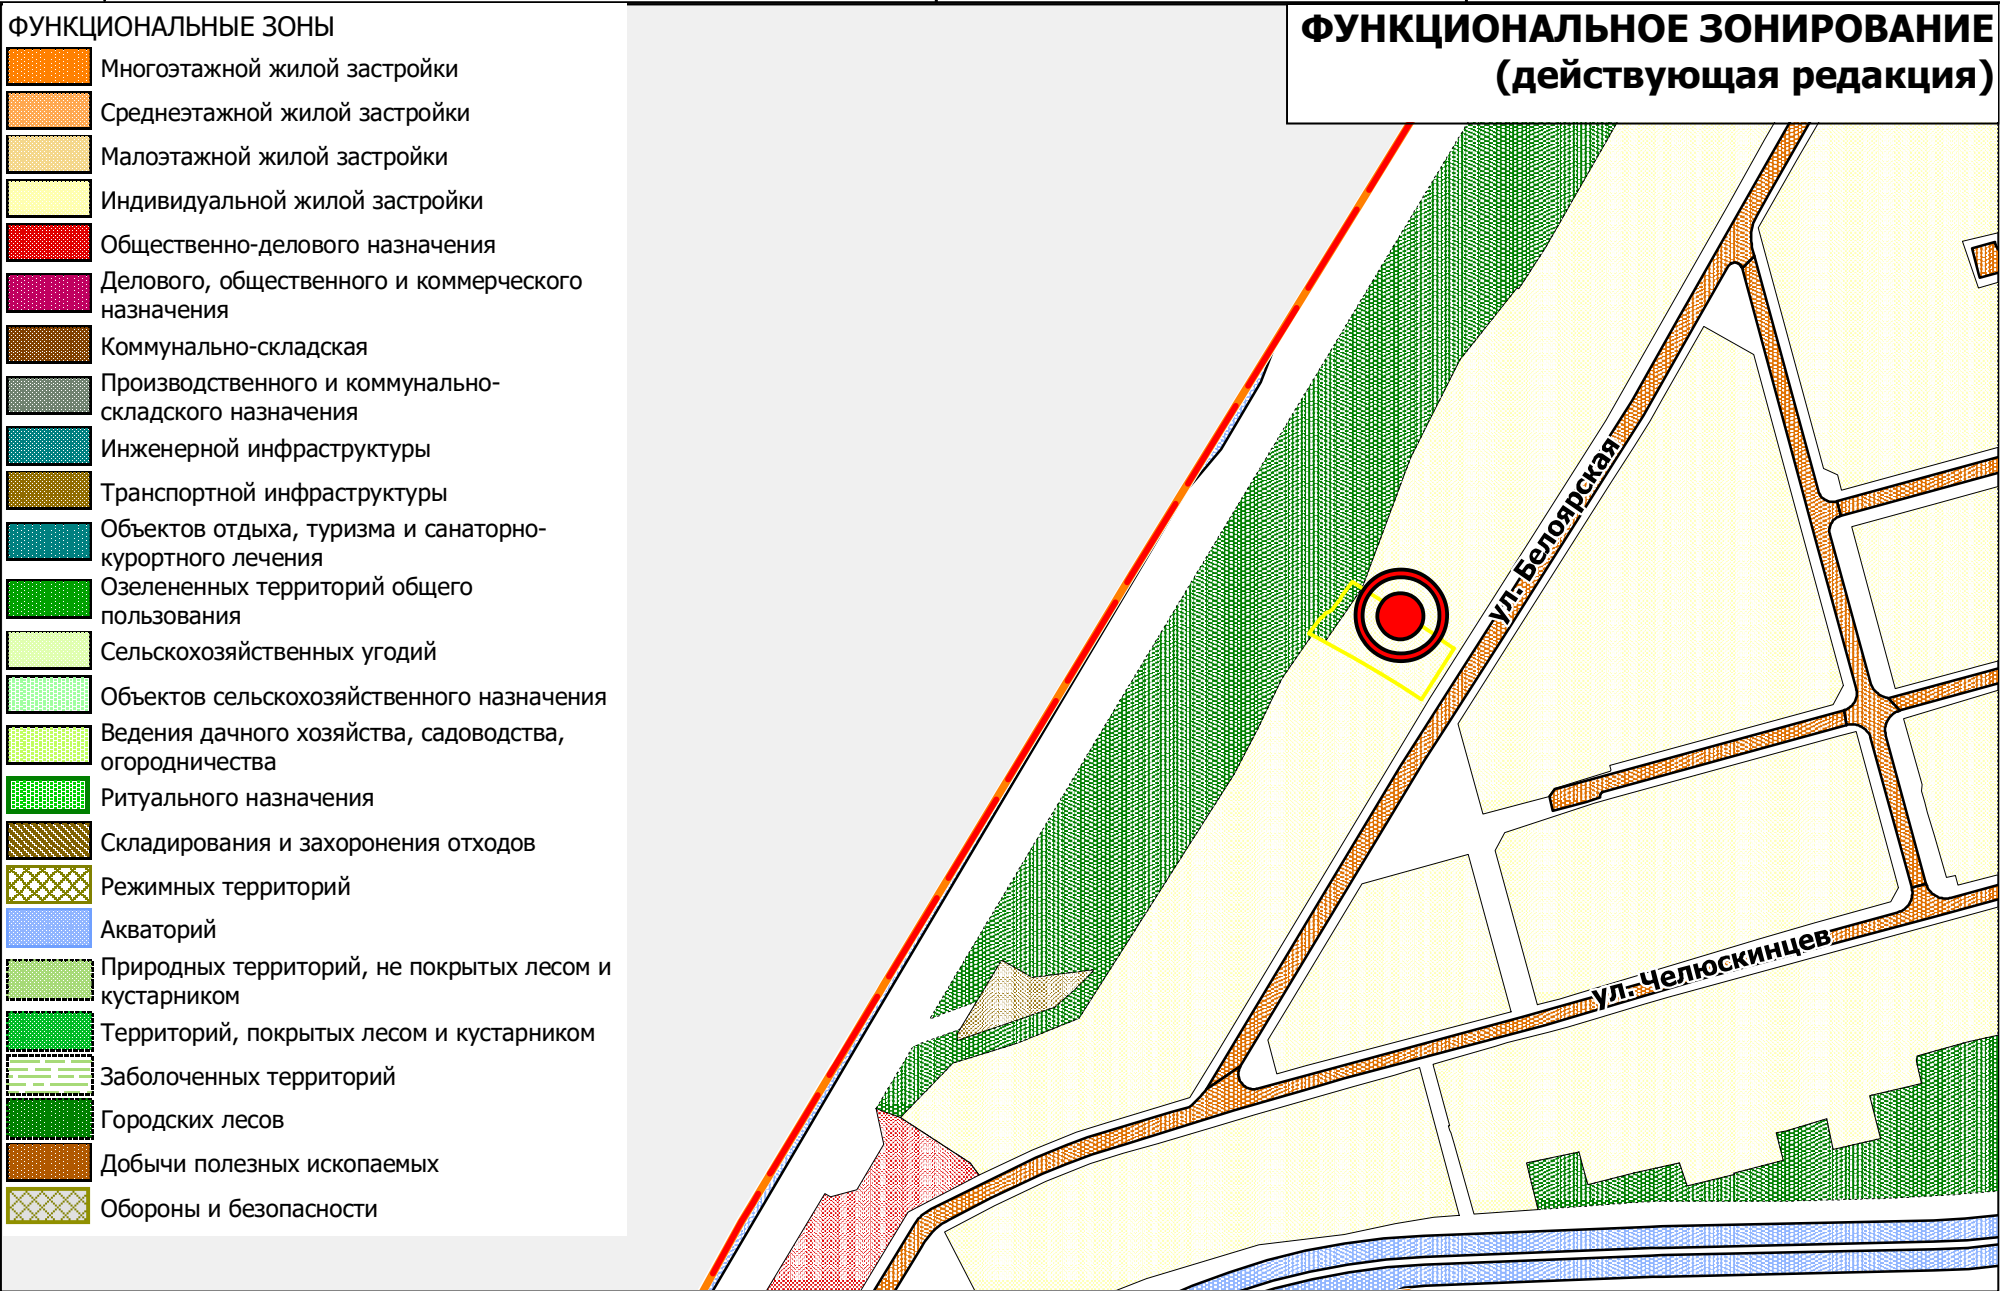 ФУНКЦИОНАЛЬНЫЕ ЗОНЫ
Многоэтажной жилой застройки
Среднеэтажной жилой застройки
Малоэтажной жилой застройки
Индивидуальной жилой застройки
Общественно-делового назначения
Делового, общественного и коммерческого
назначения
Коммунально-складская
Производственного и коммунально-
складского назначения
Инженерной инфраструктуры
Транспортной инфраструктуры
Объектов отдыха, туризма и санаторно-
курортного лечения
Озелененных территорий общего
пользования
Сельскохозяйственных угодий
Объектов сельскохозяйственного назначения
Ведения дачного хозяйства, садоводства,
огородничества
Ритуального назначения
Складирования и захоронения отходов
Режимных территорий
Акваторий
Природных территорий, не покрытых лесом и
кустарником
Территорий, покрытых лесом и кустарником
Заболоченных территорий
Городских лесов
Добычи полезных ископаемых
Обороны и безопасности
ФУНКЦИОНАЛЬНОЕ ЗОНИРОВАНИЕ
(действующая редакция)
ул. Белоярская
ул. Челюскинцев